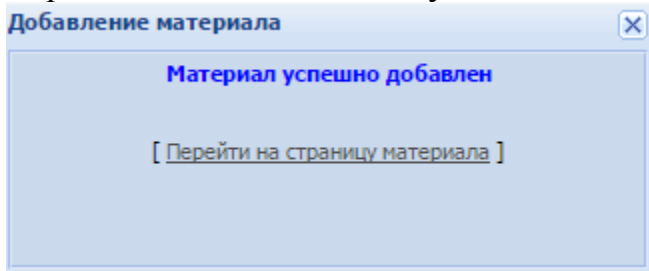 Добавление материала
Материал успешно добавлен
[ Перейти на страницу материала ]